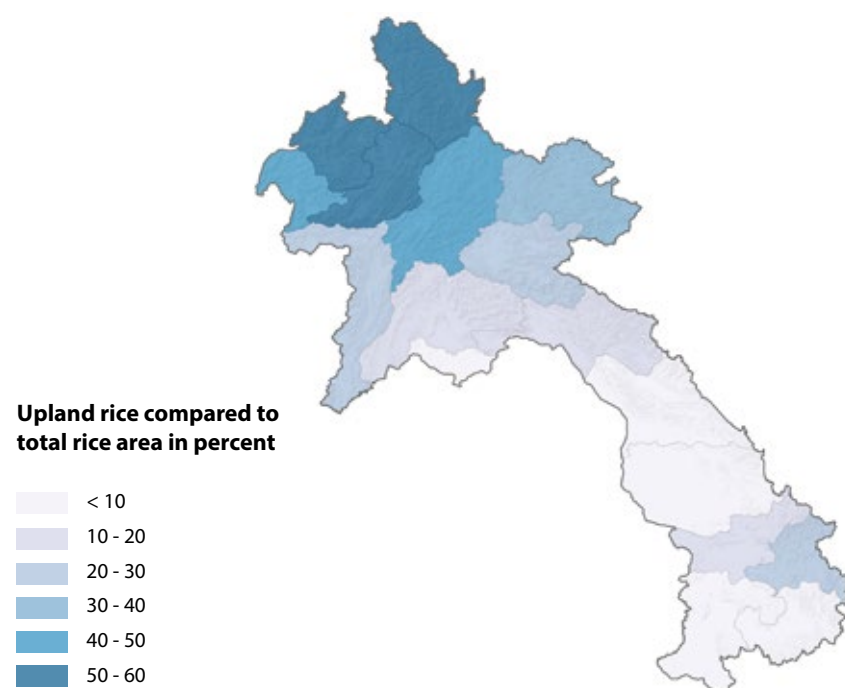 Upland rice compared to
total rice area in percent
< 10
10 - 20
20 - 30
30 - 40
40 - 50
50 - 60